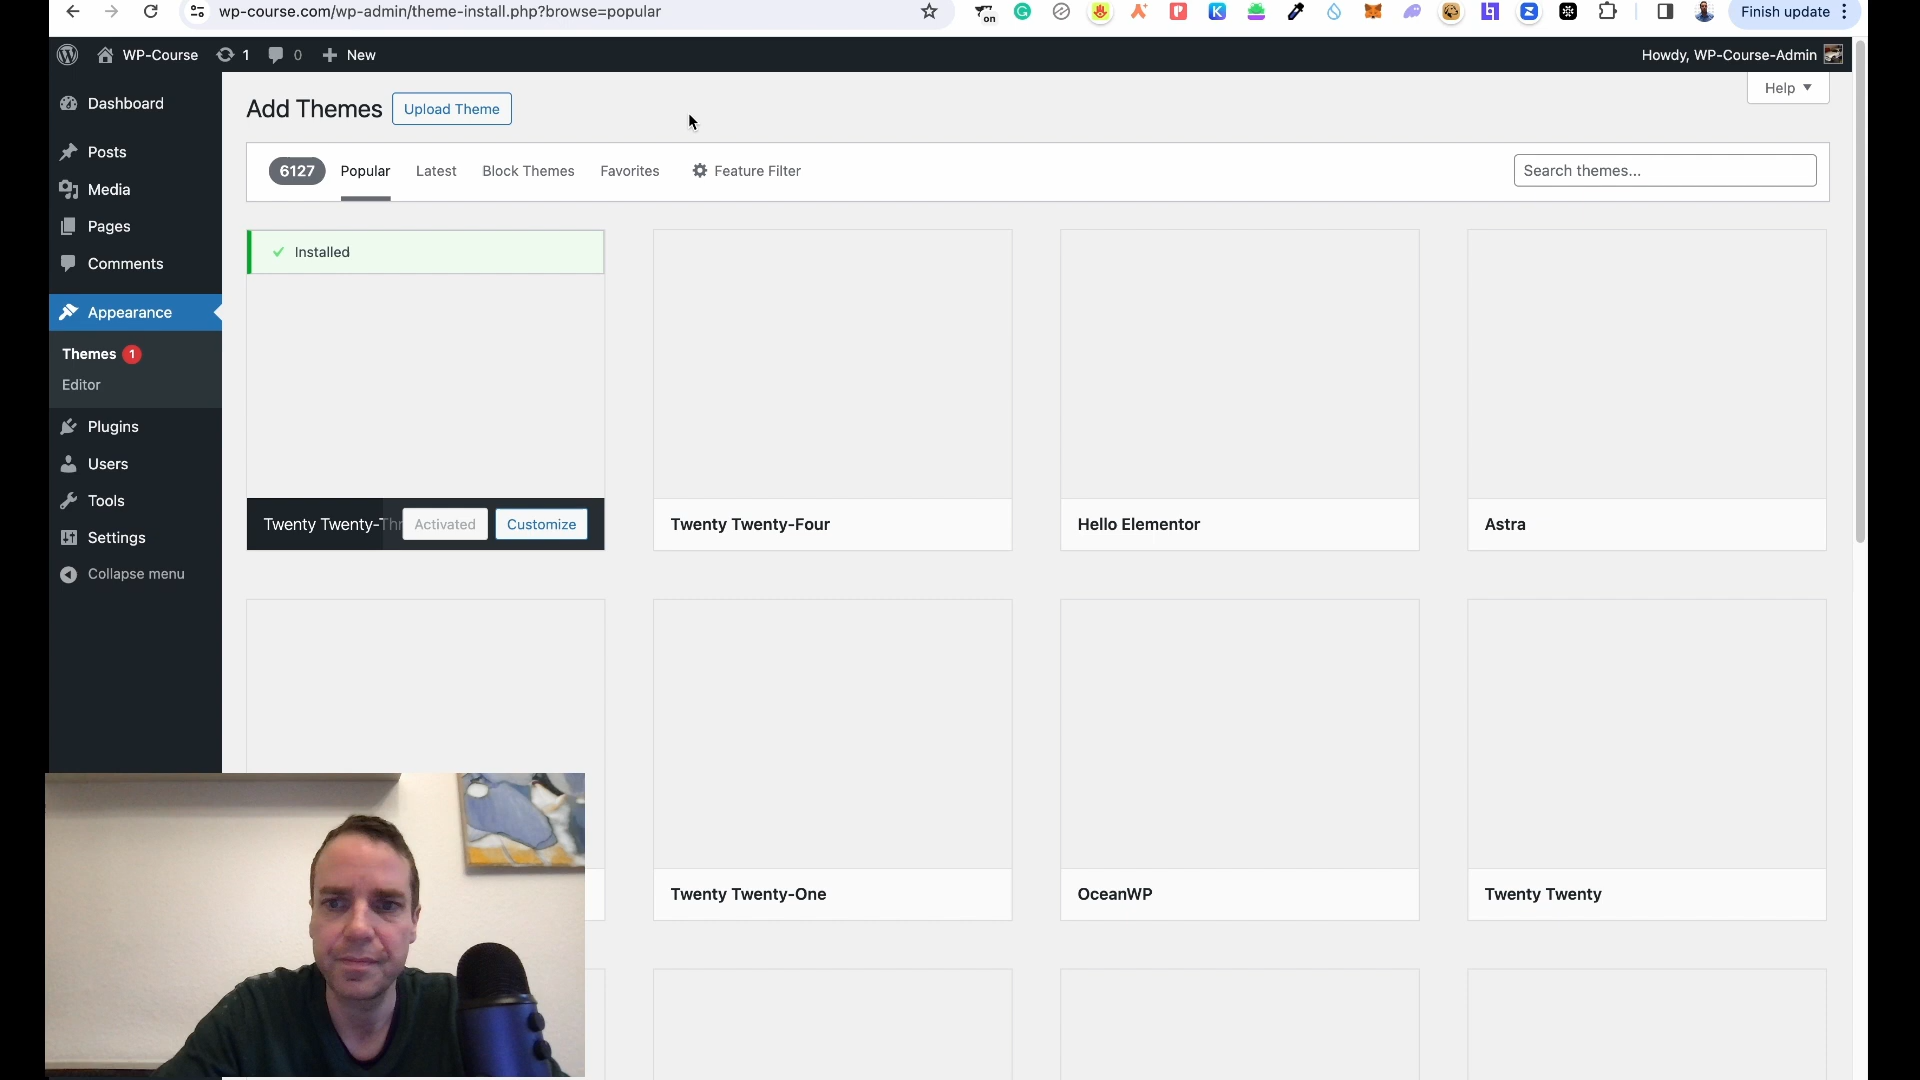 wp-course.com/wp-admin/theme-install.php?browse=popular
on
Finish update
WP-Course
1
0
New
Howdy, WP-Course-Admin
Dashboard
Posts
Media
Pages
Comments
Appearance
Themes 1
Editor
Plugins
Users
Tools
Settings
Collapse menu
Add Themes
Upload Theme
Help
6127
Popular
Latest
Block Themes
Favorites
Feature Filter
Search themes...
Installed
Twenty Twenty-Thr
Activated
Customize
Twenty Twenty-Four
Hello Elementor
Astra
Twenty Twenty-One
OceanWP
Twenty Twenty